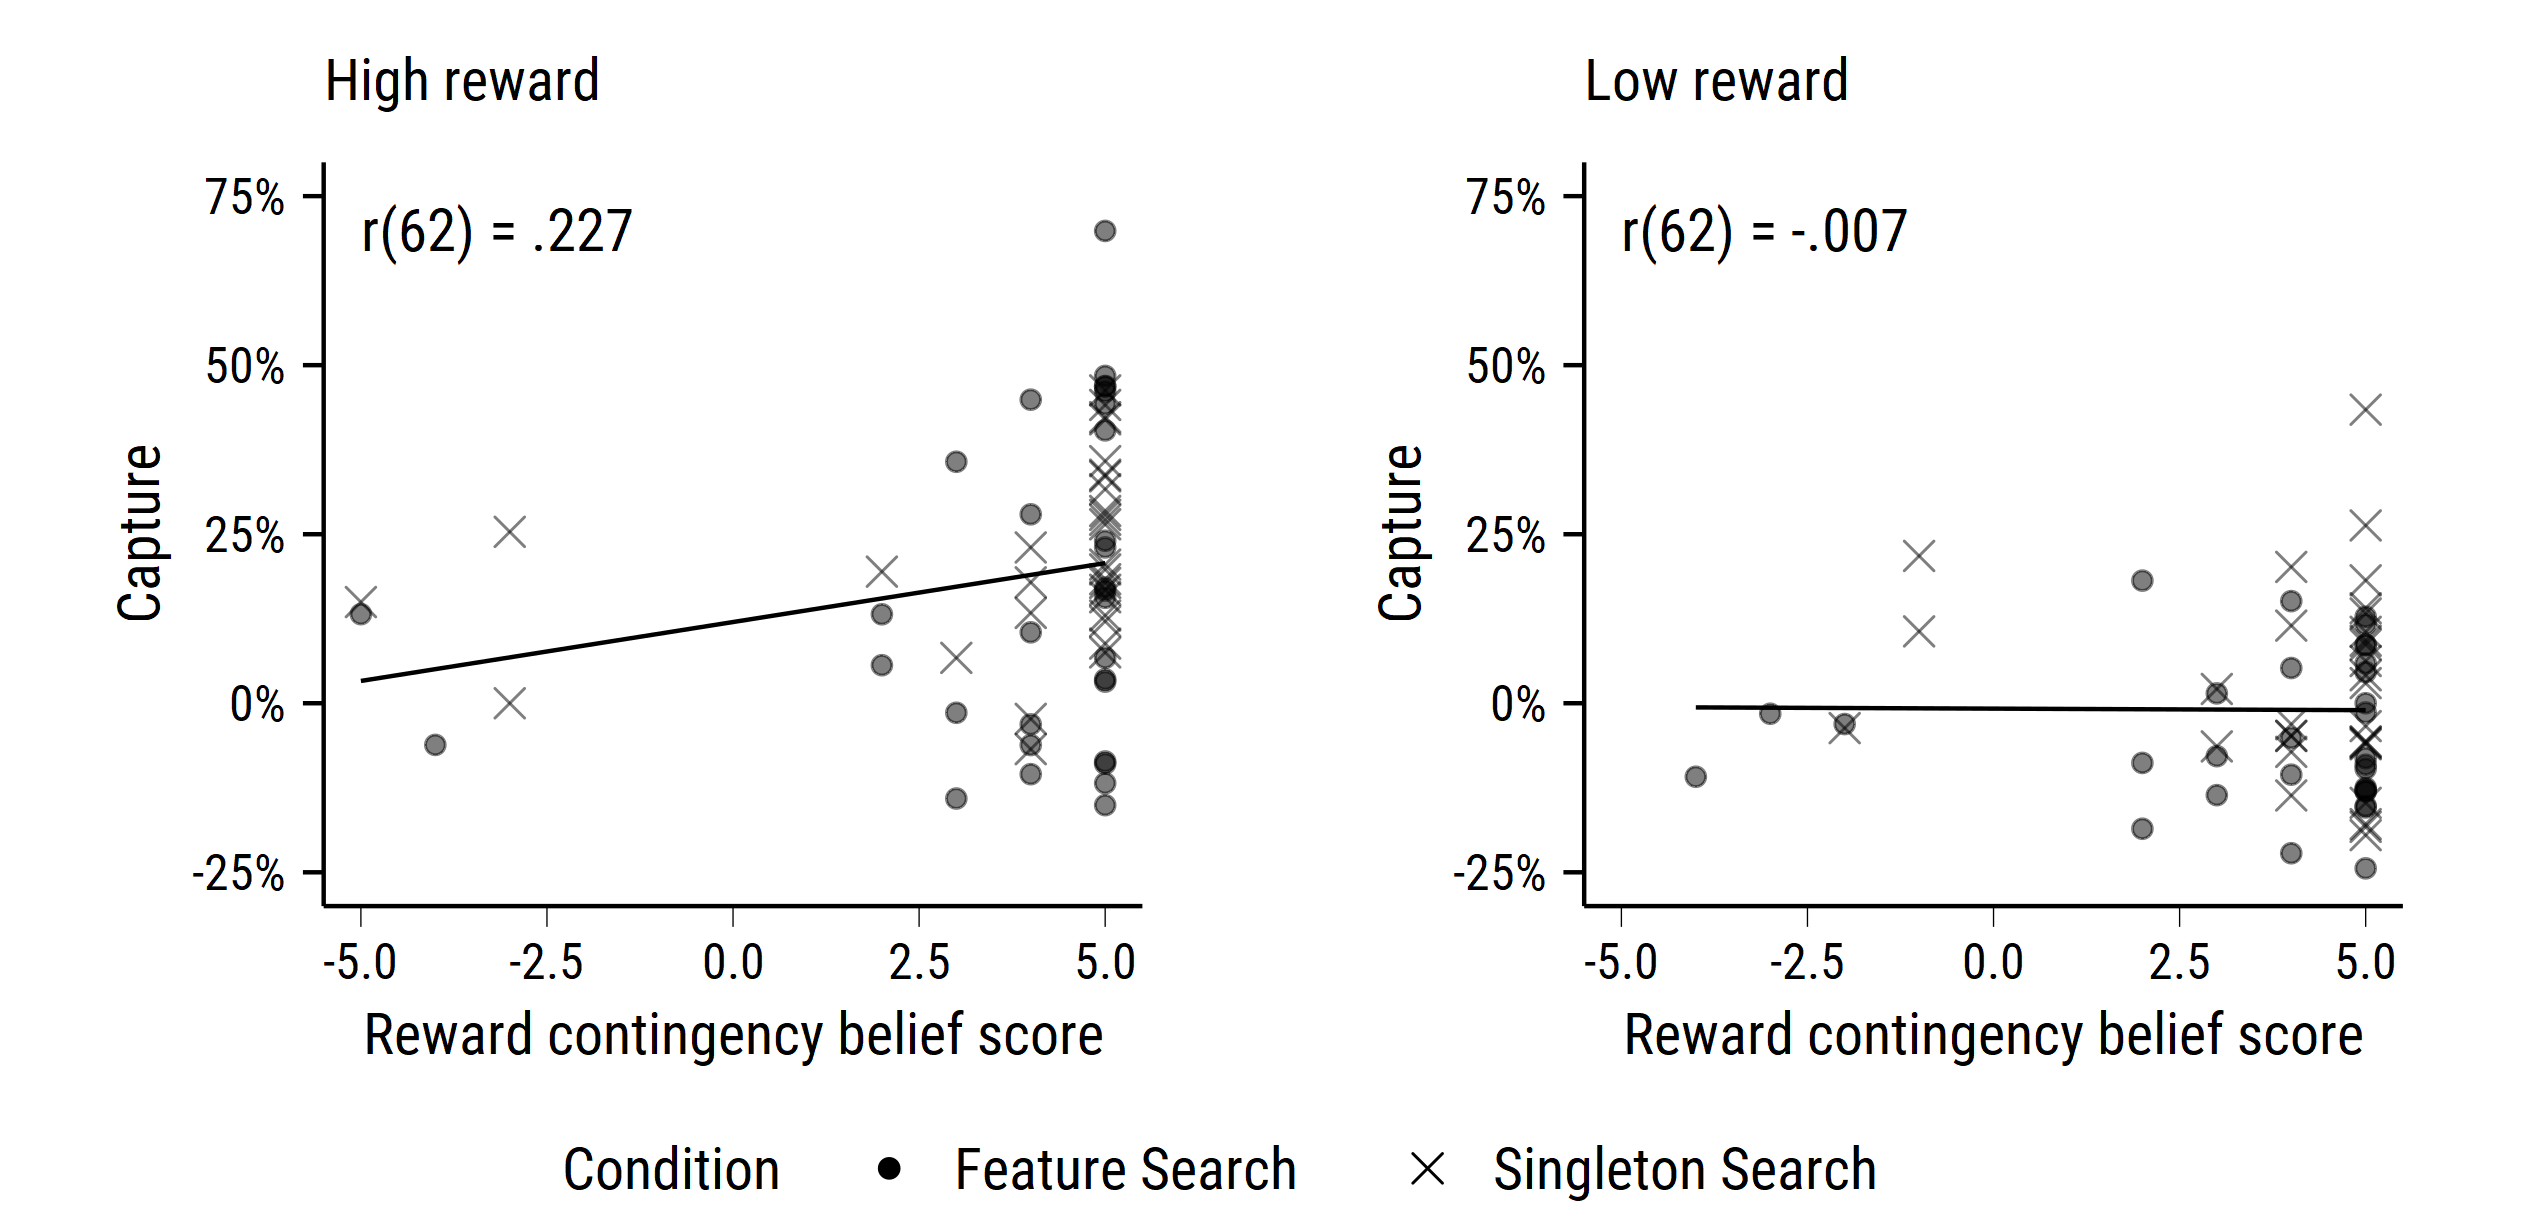 High reward
Low reward
75%
50%
25%
0%
-25%
r(62) = .227
Capture
-5.0 -2.5 0.0 2.5 5.0
Reward contingency belief score
75%
50%
25%
0%
-25%
r(62) = -.007
Capture
-5.0 -2.5 0.0 2.5 5.0
Reward contingency belief score
Condition Feature Search Singleton Search